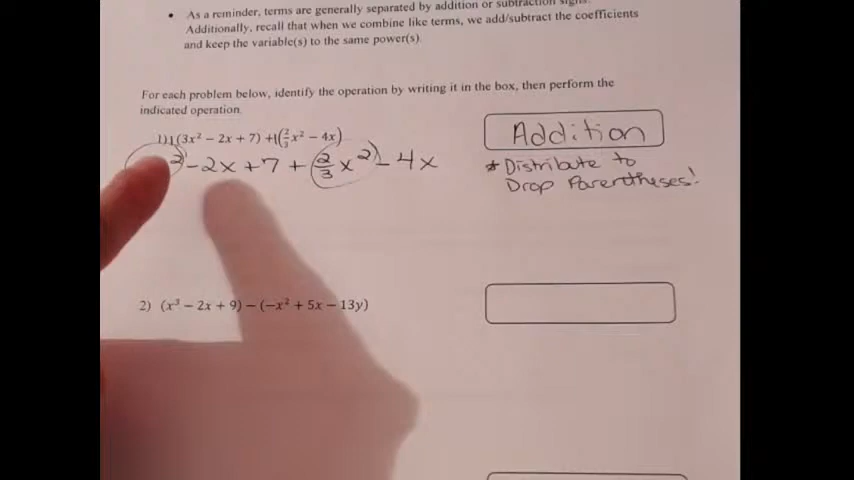 • As a reminder, terms are generally separated by addition or subtraction signs.
Additionally, recall that when we combine like terms, we add/subtract the coefficients
and keep the variable(s) to the same power(s).
For each problem below, identify the operation by writing it in the box, then perform the
indicated operation.
1) 1(3x² − 2x + 7) + 1(2/3x² − 4x)
Addition
² − 2x + 7 + (2/3 x²) − 4x
* Distribute to
Drop Parentheses!
2) (x³ − 2x + 9) − (−x² + 5x − 13y)